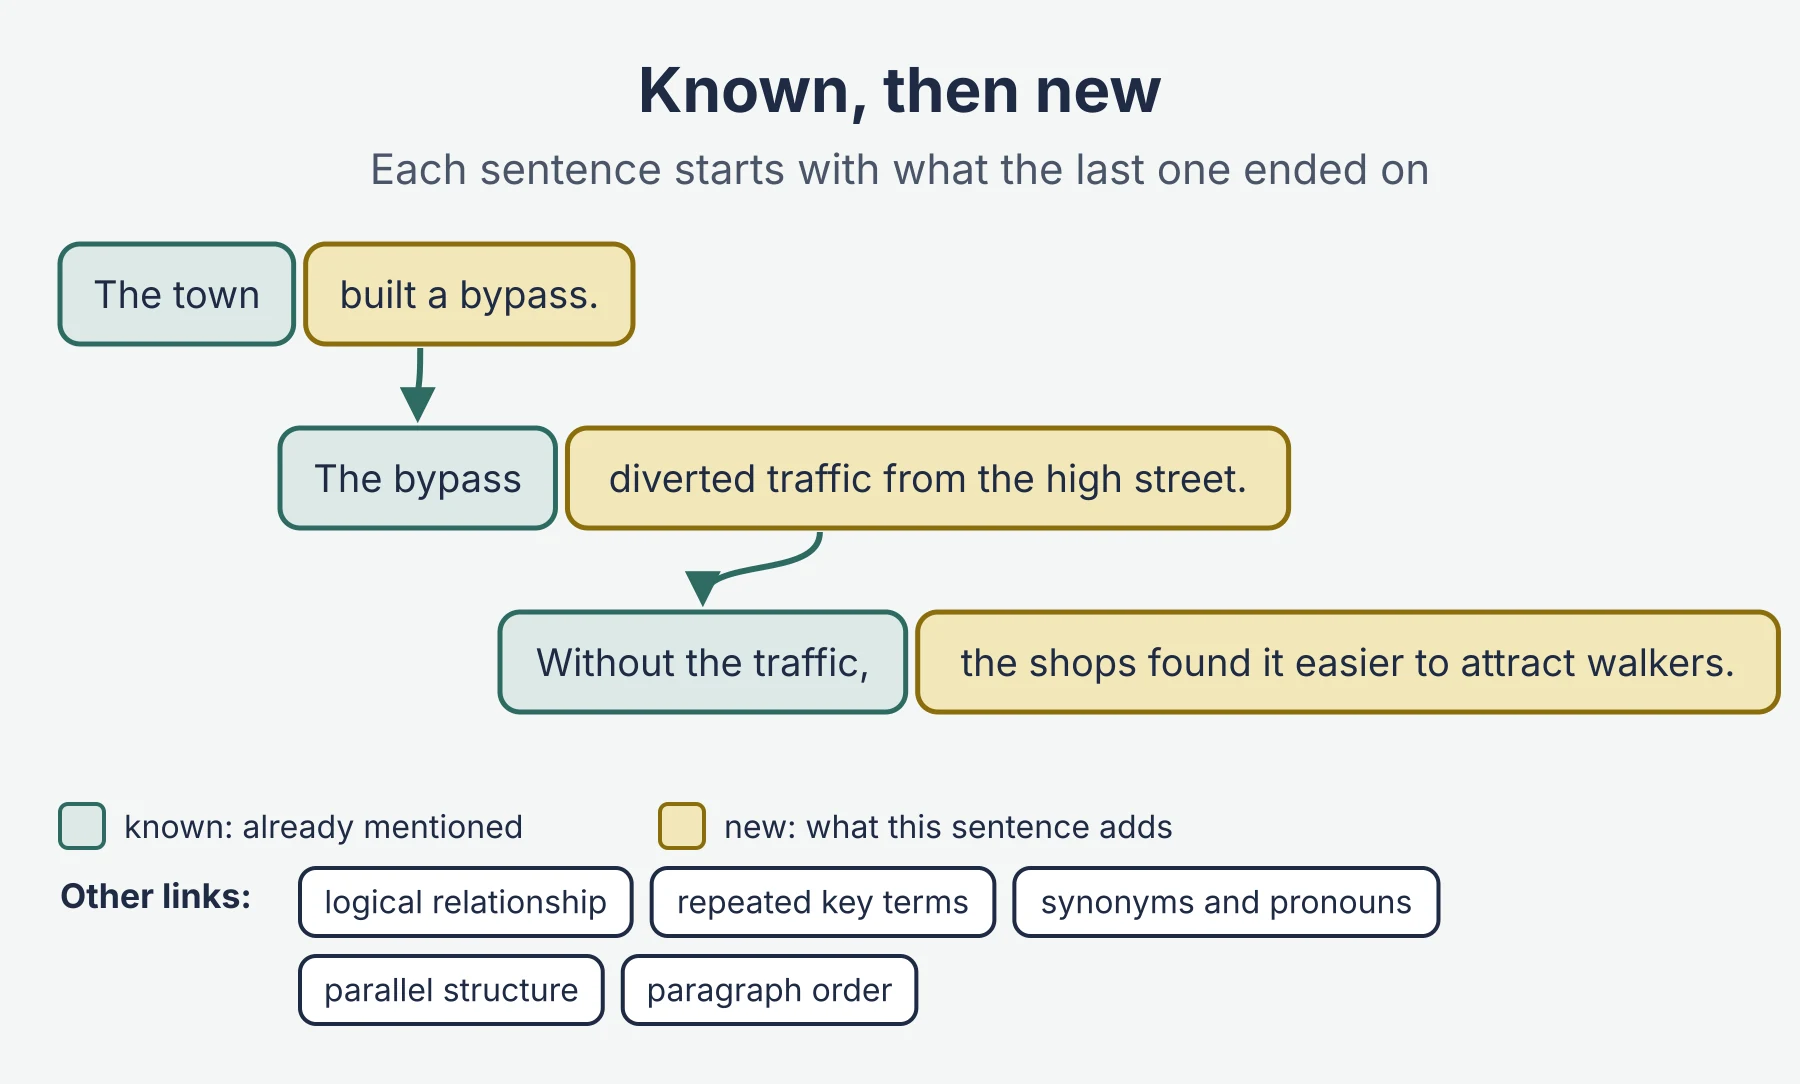 Known, then new
Each sentence starts with what the last one ended on
The town built a bypass.
The bypass diverted traffic from the high street.
Without the traffic, the shops found it easier to attract walkers.
known: already mentioned new: what this sentence adds
Other links: logical relationship repeated key terms synonyms and pronouns
parallel structure paragraph order